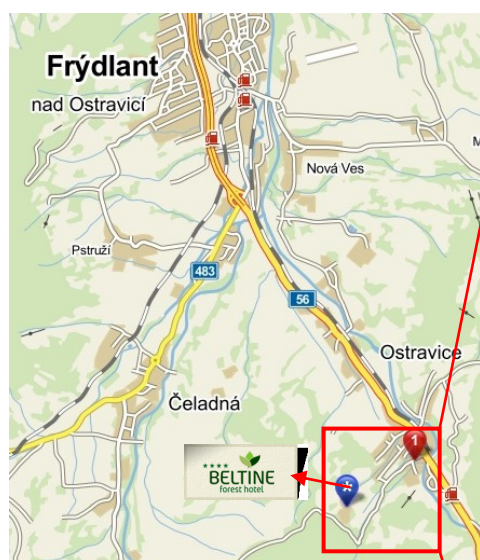 Frýdlant
nad Ostravicí
Nová Ves
M
Pstruží
483
56
Ostravice
Čeladná
1
★★★★
BELTINE
forest hotel